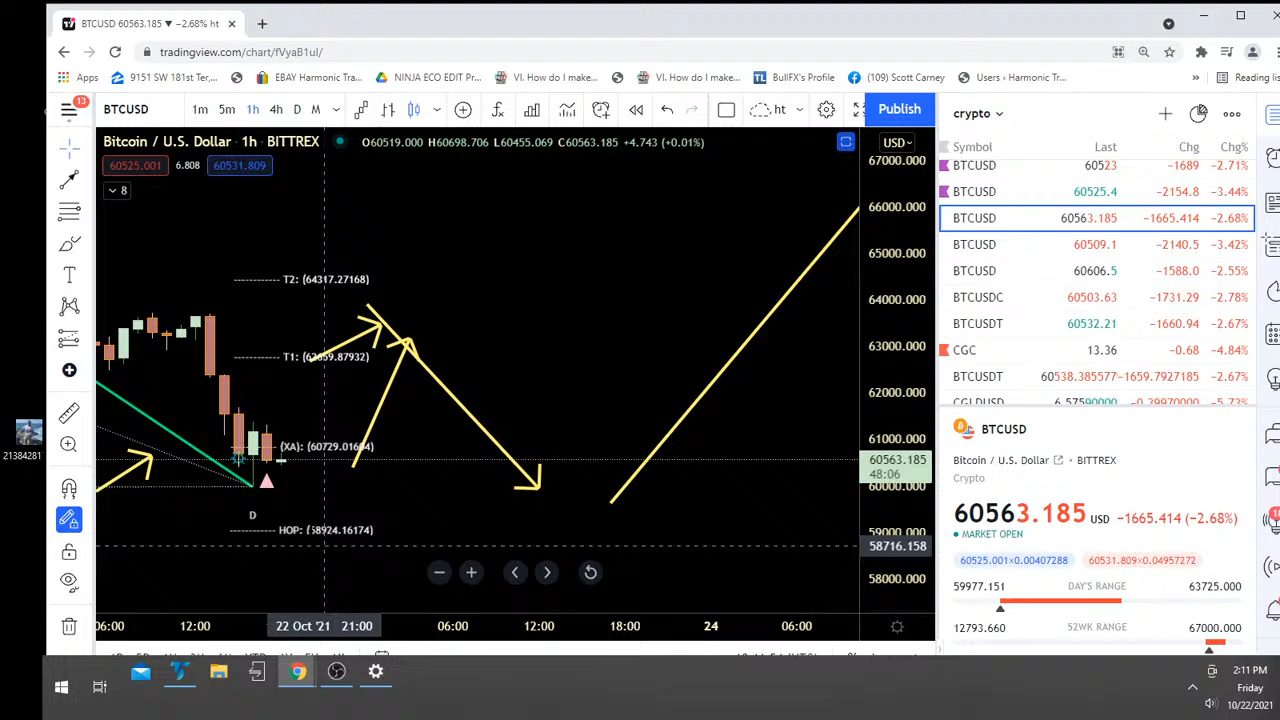 BTCUSD 60563.185 ▼ −2.68% ht
tradingview.com/chart/fVyaB1ul/
Apps
9151 SW 181st Ter,...
EBAY Harmonic Tra...
NINJA ECO EDIT Pr...
VI. How do I make...
VI. How do I make...
BullFX's Profile
(109) Scott Carney
Users ‹ Harmonic Tr...
»
Reading li
13
BTCUSD
1m 5m 1h 4h D M
Publish
crypto
Bitcoin / U.S. Dollar · 1h · BITTREX
O60519.000 H60698.706 L60455.069 C60563.185 +4.743 (+0.01%)
USD
60525.001 6.808 60531.809
8
67000.000
66000.000
65000.000
64000.000
63000.000
62000.000
61000.000
60563.185
48:06
60000.000
59000.000
58716.158
58000.000
T2: (64317.27168)
(XA): (60729.01604)
D
HOP: (58924.16174)
06:00
12:00
22 Oct '21 21:00
06:00
12:00
18:00
24
06:00
Symbol Last Chg Chg%
BTCUSD 60523 −1689 −2.71%
BTCUSD 60525.4 −2154.8 −3.44%
BTCUSD 60563.185 −1665.414 −2.68%
BTCUSD 60509.1 −2140.5 −3.42%
BTCUSD 60606.5 −1588.0 −2.55%
BTCUSDC 60503.63 −1731.29 −2.78%
BTCUSDT 60532.21 −1660.94 −2.67%
CGC 13.36 −0.68 −4.84%
BTCUSDT 60538.385577 −1659.7927185 −2.67%
CGLDUSD 6.57590000 −0.39970000 −5.73%
BTCUSD
Bitcoin / U.S. Dollar • BITTREX
Crypto
60563.185 USD −1665.414 (−2.68%)
MARKET OPEN
60525.001×0.00407288 60531.809×0.04957272
59977.151 DAY'S RANGE 63725.000
12793.660 52WK RANGE 67000.000
21384281
2:11 PM
Friday
10/22/2021